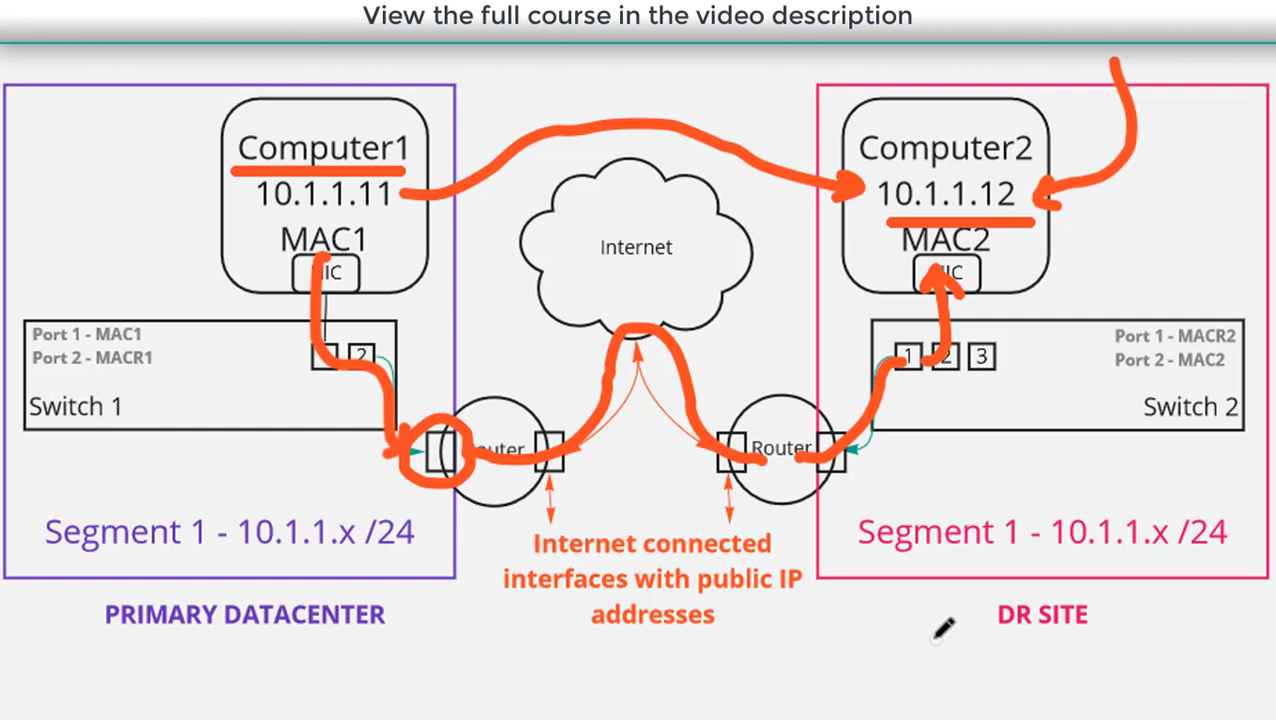 View the full course in the video description
Computer1
10.1.1.11
MAC1
Port 1 - MAC1
Port 2 - MACR1
2
Switch 1
Segment 1 - 10.1.1.x /24
PRIMARY DATACENTER
Internet
Router
Internet connected
interfaces with public IP
addresses
Computer2
10.1.1.12
MAC2
1 2 3
Port 1 - MACR2
Port 2 - MAC2
Switch 2
Segment 1 - 10.1.1.x /24
DR SITE